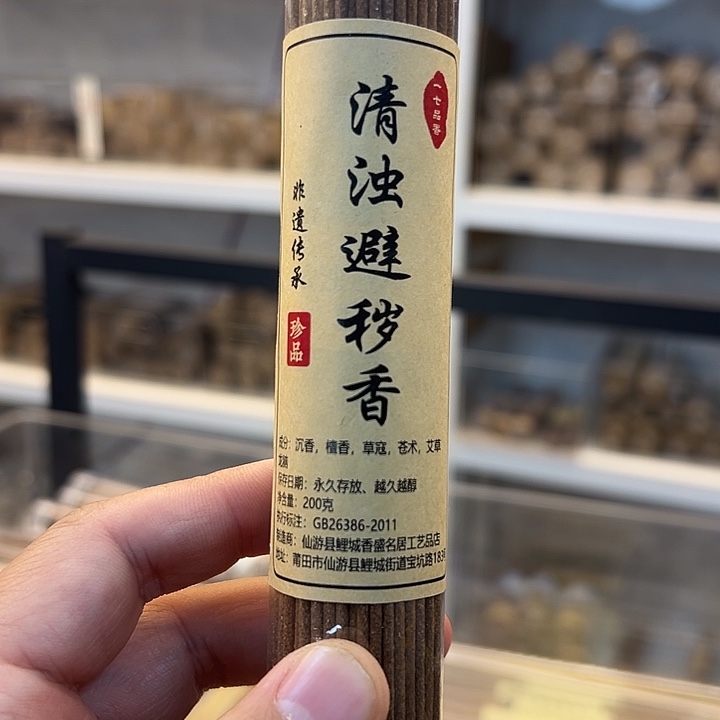 清浊避秽香
一七品香
非遗传承
珍品
成分：沉香，檀香，草寇，苍术，艾草
龙脑
保存日期：永久存放、越久越醇
净含量：200克
执行标注：GB26386-2011
制造商：仙游县鲤城香盛名居工艺品店
地址：莆田市仙游县鲤城街道宝坑路183